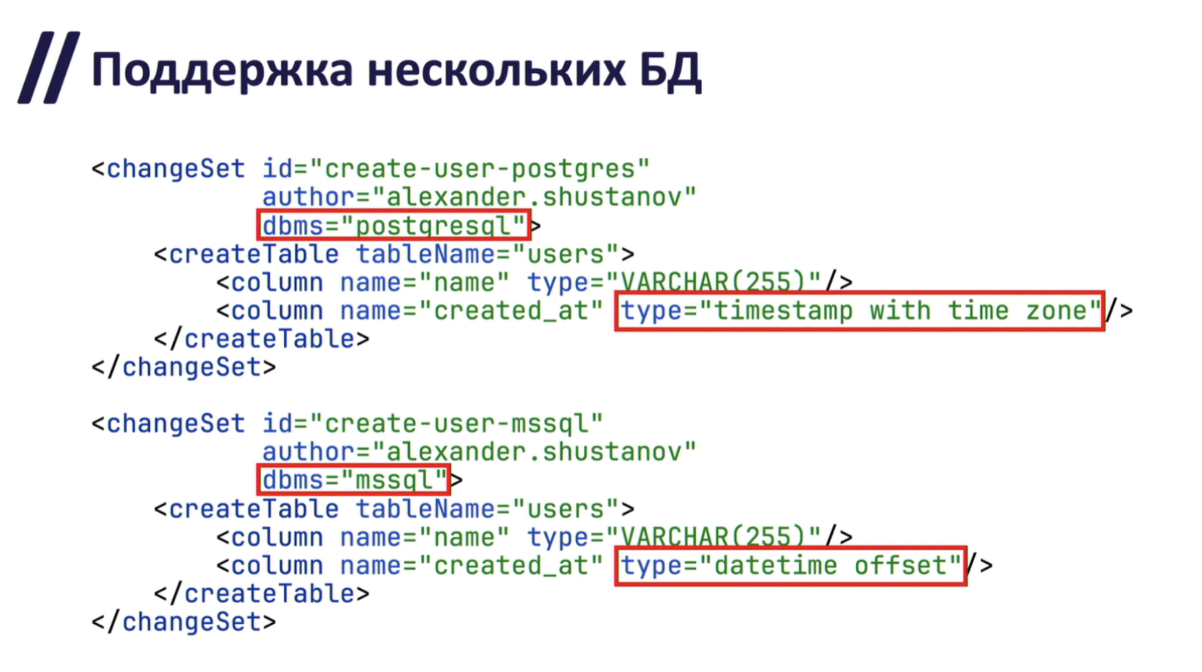 // Поддержка нескольких БД
<changeSet id="create-user-postgres"
author="alexander.shustanov"
dbms="postgresql">
<createTable tableName="users">
<column name="name" type="VARCHAR(255)"/>
<column name="created_at" type="timestamp with time zone"/>
</createTable>
</changeSet>
<changeSet id="create-user-mssql"
author="alexander.shustanov"
dbms="mssql">
<createTable tableName="users">
<column name="name" type="VARCHAR(255)"/>
<column name="created_at" type="datetime offset"/>
</createTable>
</changeSet>